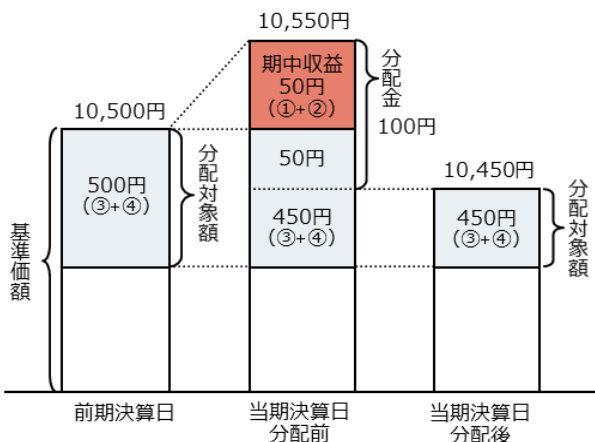 10,550円
期中収益
50円
(①+②)
分配金
100円
10,500円
50円
10,450円
500円
(③+④)
分配対象額
450円
(③+④)
450円
(③+④)
分配対象額
基準価額
前期決算日
当期決算日
分配前
当期決算日
分配後